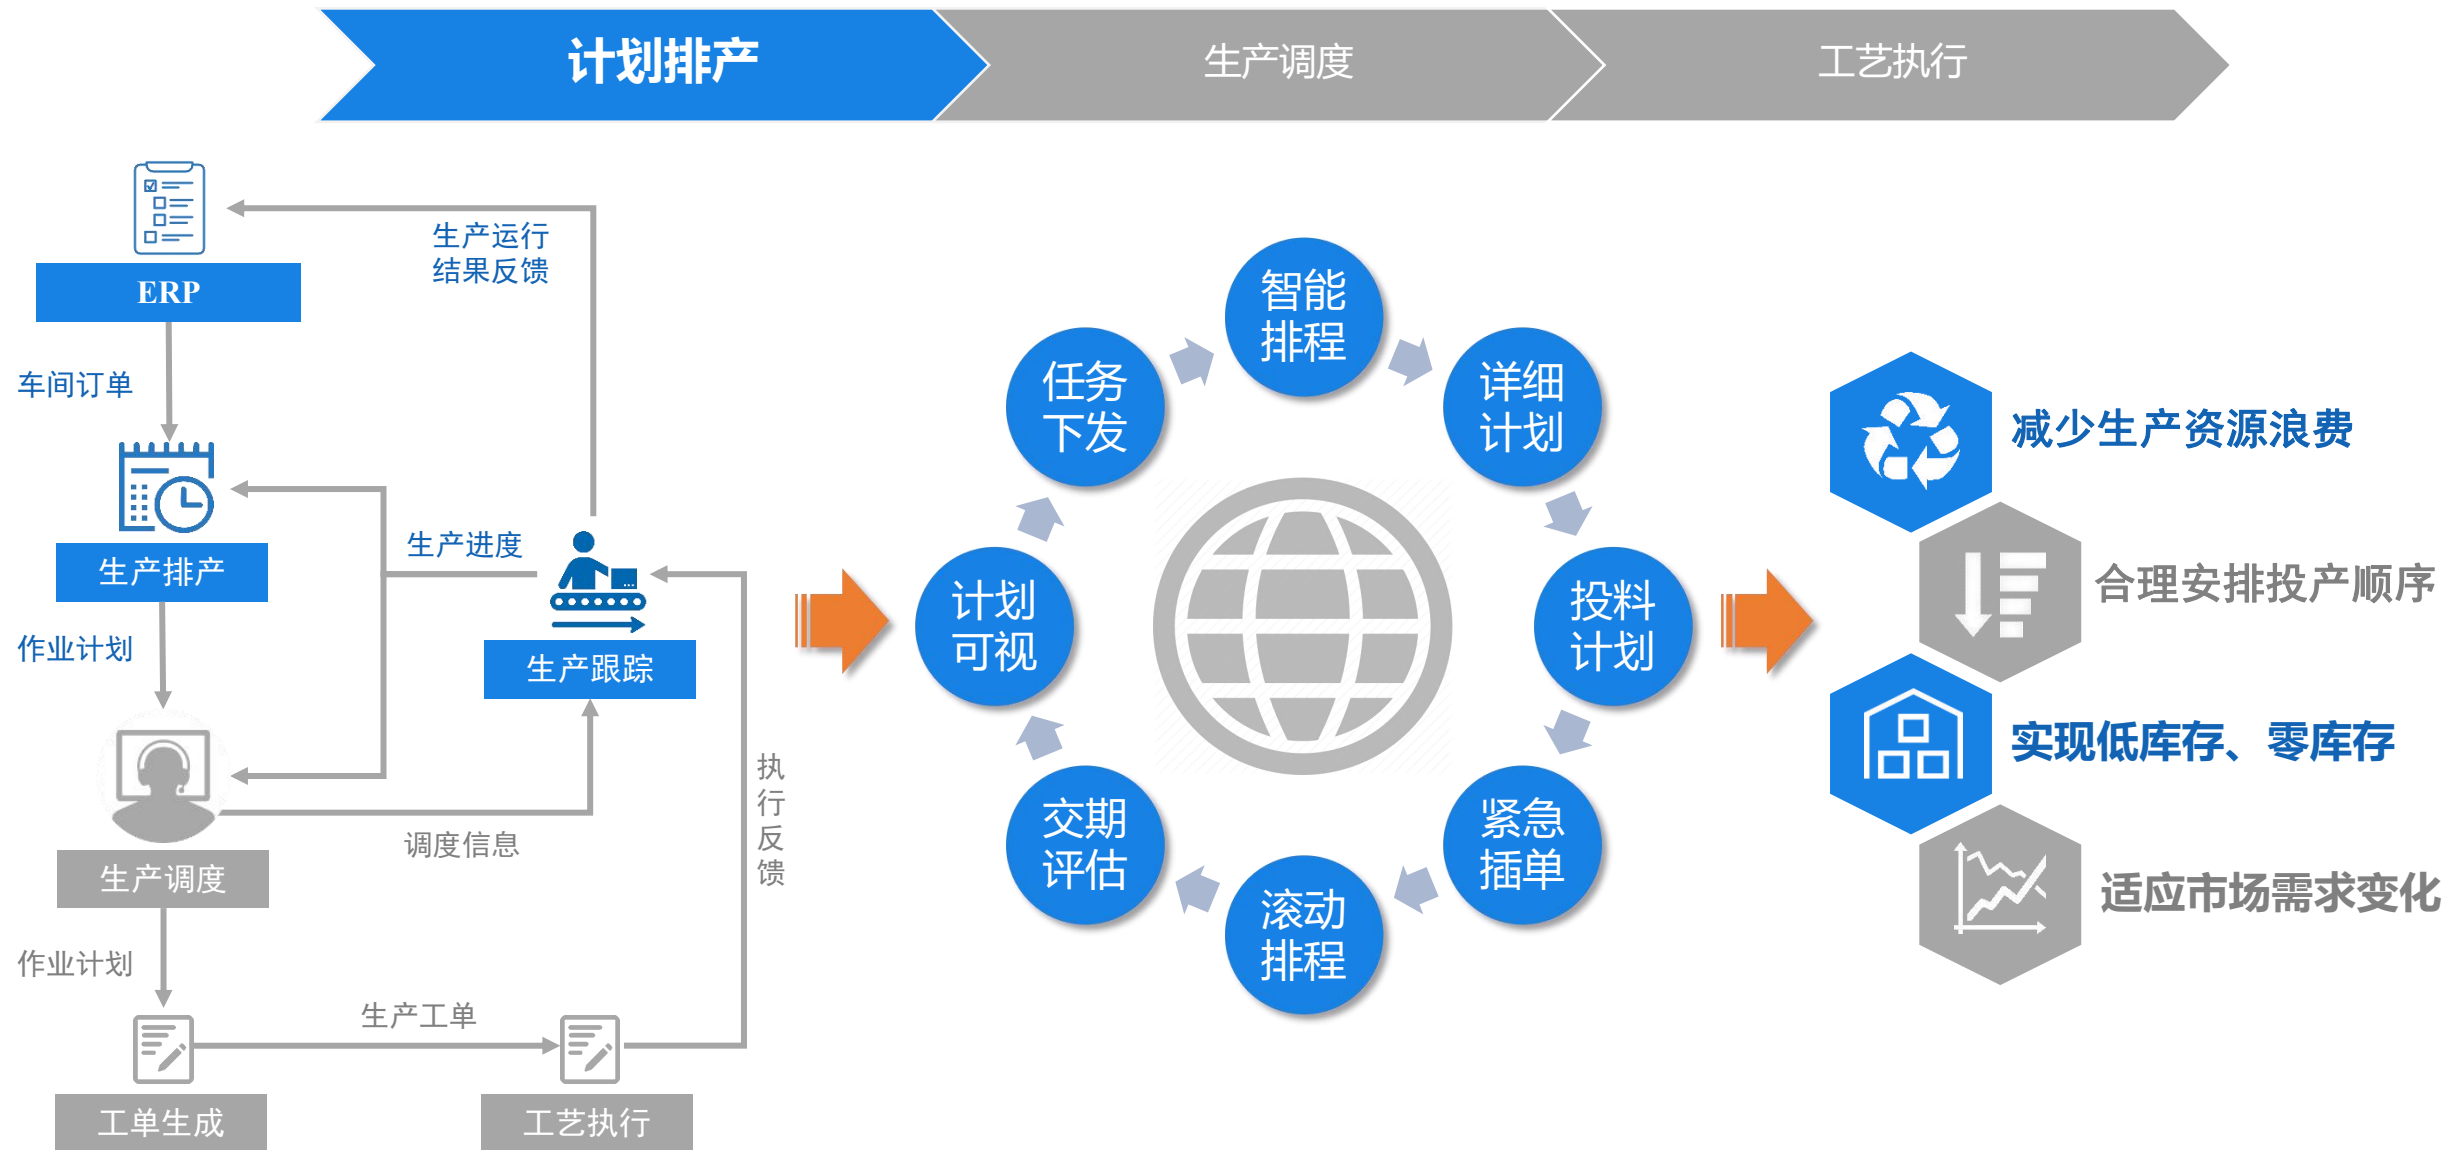 计划排产
生产调度
工艺执行
ERP
生产运行
结果反馈
车间订单
生产排产
生产进度
作业计划
生产跟踪
执
行
反
馈
调度信息
生产调度
作业计划
生产工单
工单生成
工艺执行
智能
排程
详细
计划
投料
计划
紧急
插单
滚动
排程
交期
评估
计划
可视
任务
下发
减少生产资源浪费
合理安排投产顺序
实现低库存、零库存
适应市场需求变化